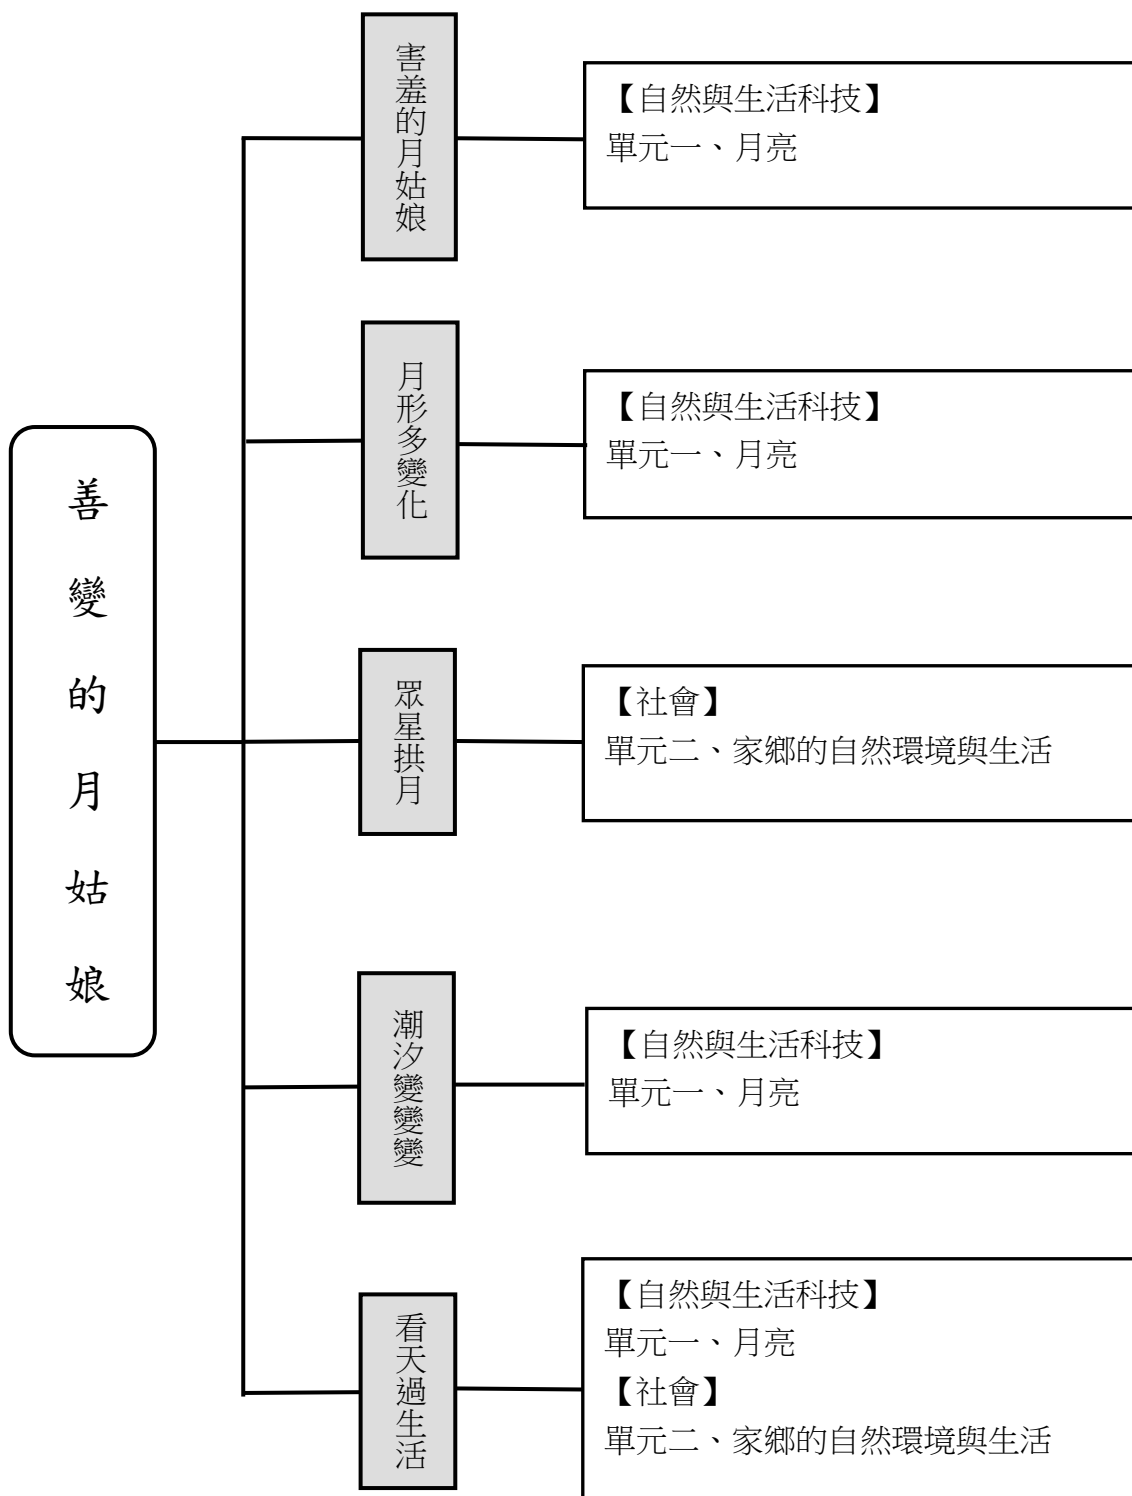 善變的月姑娘
害羞的月姑娘
【自然與生活科技】
單元一、月亮
月形多變化
【自然與生活科技】
單元一、月亮
眾星拱月
【社會】
單元二、家鄉的自然環境與生活
潮汐變變變
【自然與生活科技】
單元一、月亮
看天過生活
【自然與生活科技】
單元一、月亮
【社會】
單元二、家鄉的自然環境與生活